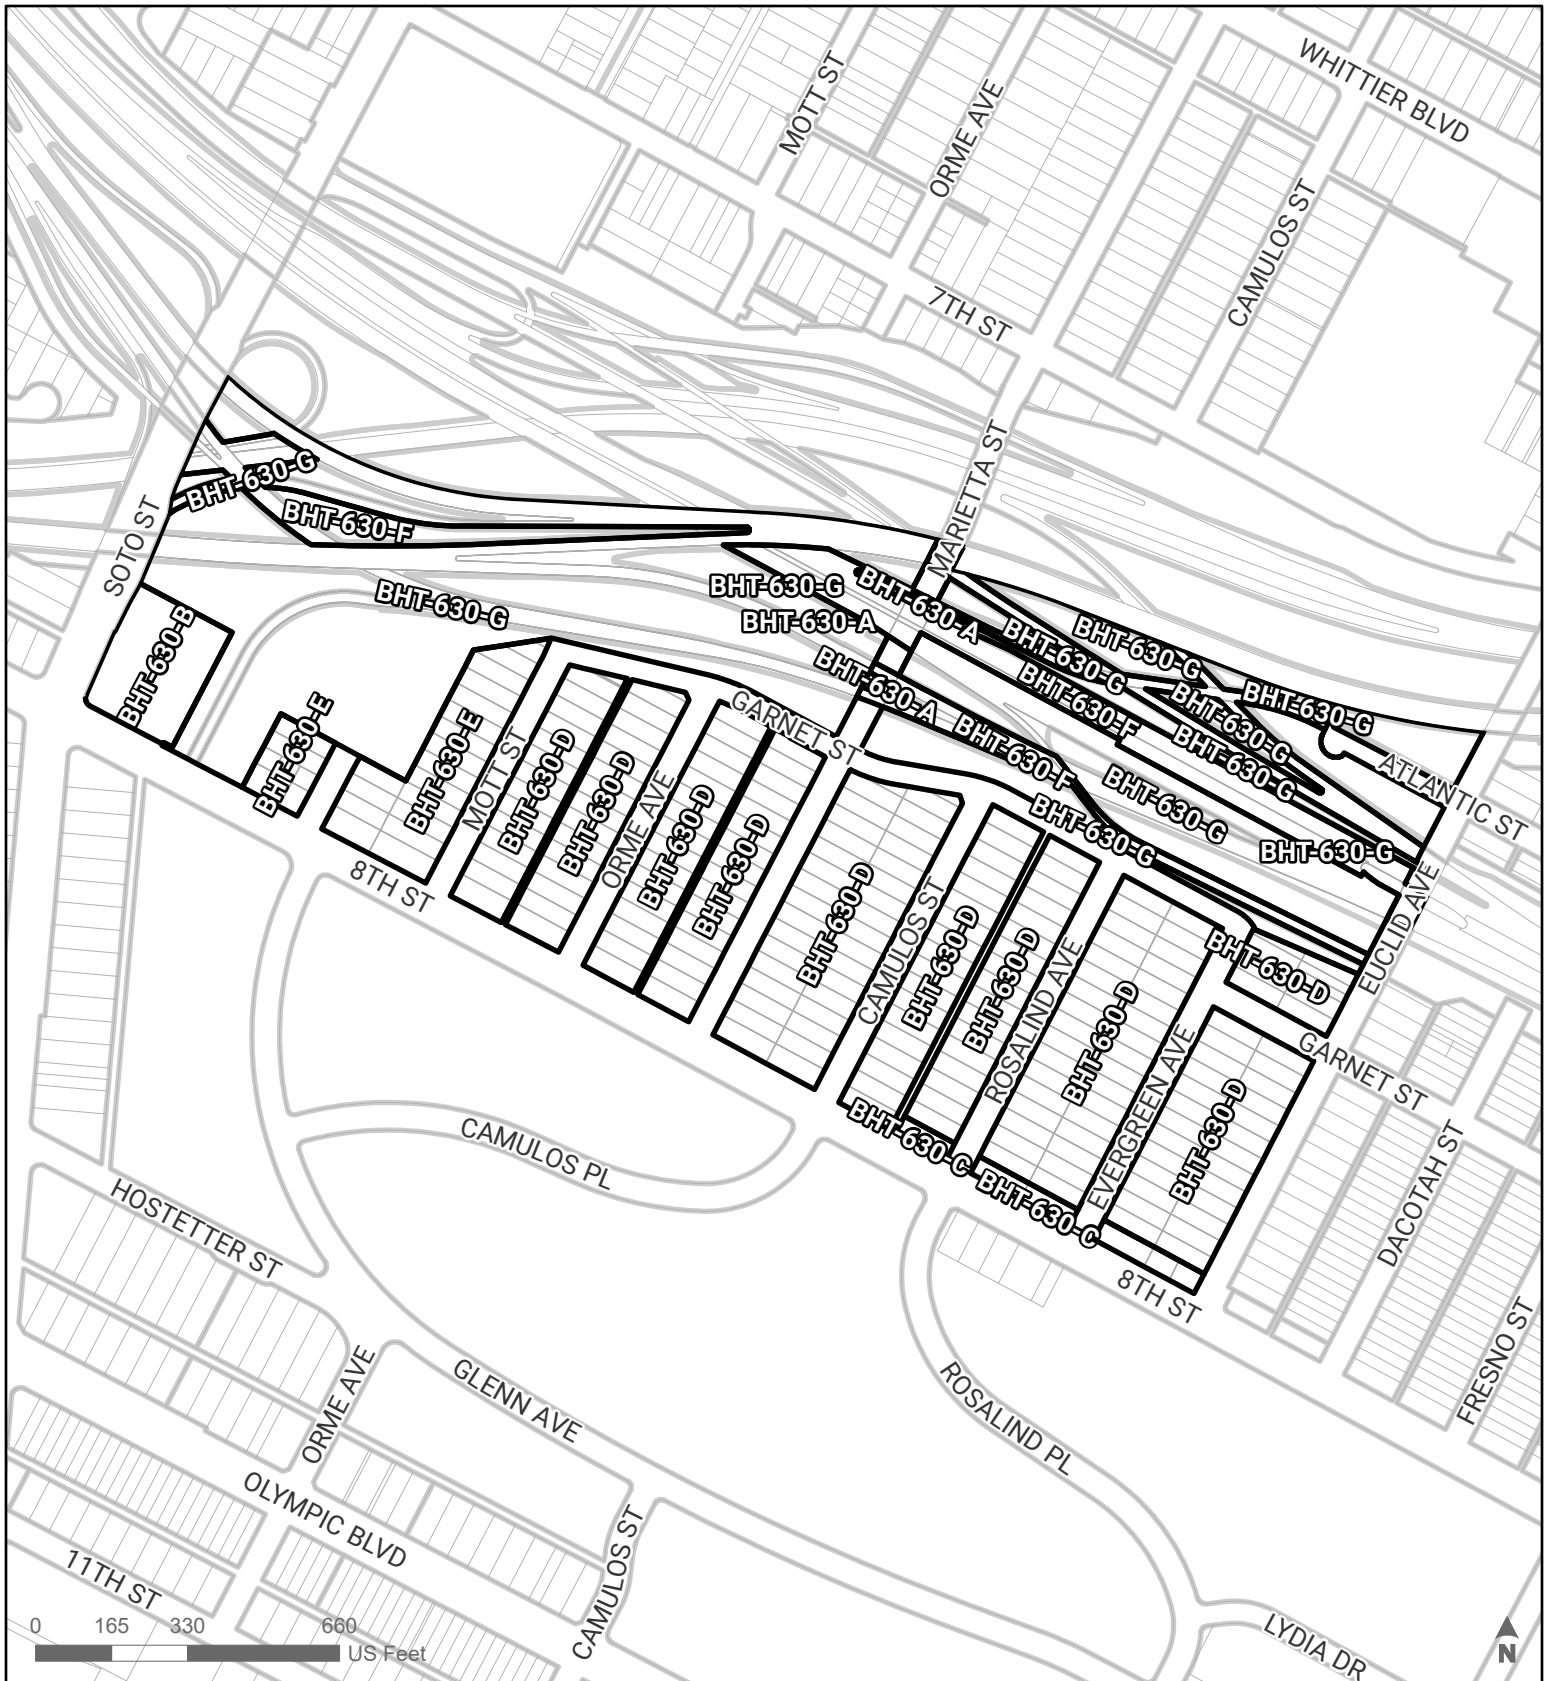 WHITTIER BLVD
MOTT ST
ORME AVE
CAMULOS ST
7TH ST
MARIETTA ST
SOTO ST
BHT-630-G
BHT-630-F
BHT-630-G
BHT-630-G
BHT-630-A
BHT-630-A
BHT-630-A
BHT-630-G
BHT-630-G
BHT-630-F
BHT-630-G
BHT-630-G
BHT-630-G
BHT-630-F
BHT-630-G
BHT-630-G
BHT-630-G
ATLANTIC ST
EUCLID AVE
GARNET ST
BHT-630-B
BHT-630-E
BHT-630-E
MOTT ST
BHT-630-D
BHT-630-D
ORME AVE
BHT-630-D
BHT-630-D
BHT-630-D
CAMULOS ST
BHT-630-D
BHT-630-D
ROSALIND AVE
BHT-630-D
EVERGREEN AVE
BHT-630-D
BHT-630-D
GARNET ST
8TH ST
BHT-630-C
BHT-630-C
8TH ST
DACOTAH ST
FRESNO ST
CAMULOS PL
HOSTETTER ST
ORME AVE
GLENN AVE
ROSALIND PL
OLYMPIC BLVD
11TH ST
CAMULOS ST
LYDIA DR
0 165 330 660
US Feet
N